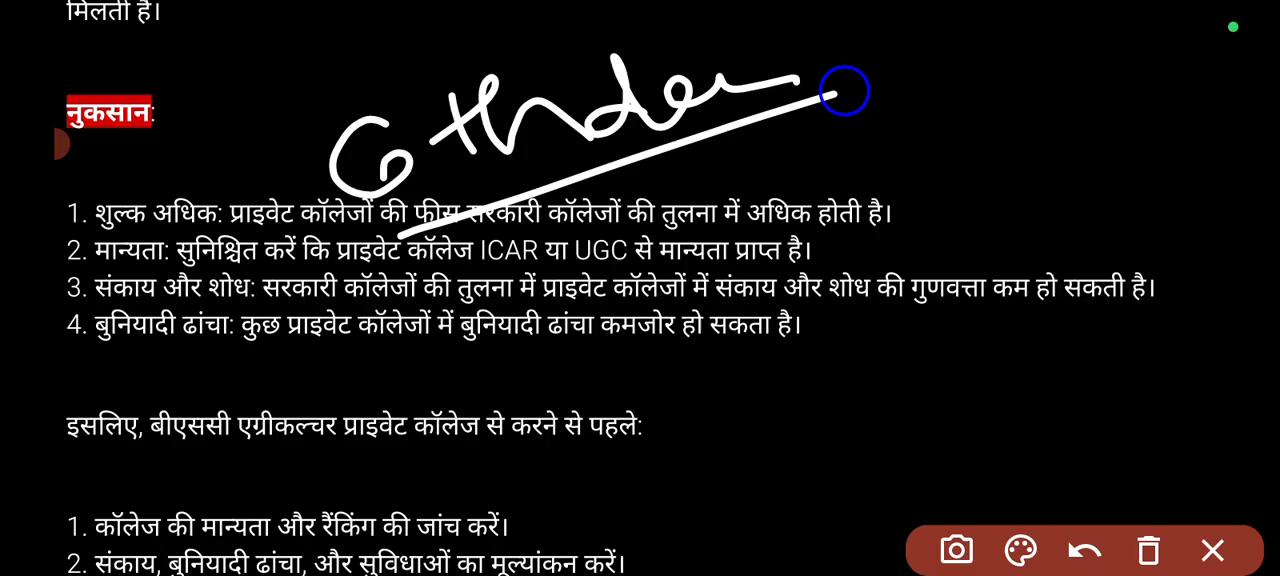 मिलती है।
नुकसान:
6th den
1. शुल्क अधिक: प्राइवेट कॉलेजों की फीस सरकारी कॉलेजों की तुलना में अधिक होती है।
2. मान्यता: सुनिश्चित करें कि प्राइवेट कॉलेज ICAR या UGC से मान्यता प्राप्त है।
3. संकाय और शोध: सरकारी कॉलेजों की तुलना में प्राइवेट कॉलेजों में संकाय और शोध की गुणवत्ता कम हो सकती है।
4. बुनियादी ढांचा: कुछ प्राइवेट कॉलेजों में बुनियादी ढांचा कमजोर हो सकता है।
इसलिए, बीएससी एग्रीकल्चर प्राइवेट कॉलेज से करने से पहले:
1. कॉलेज की मान्यता और रैंकिंग की जांच करें।
2. संकाय, बुनियादी ढांचा, और सुविधाओं का मूल्यांकन करें।